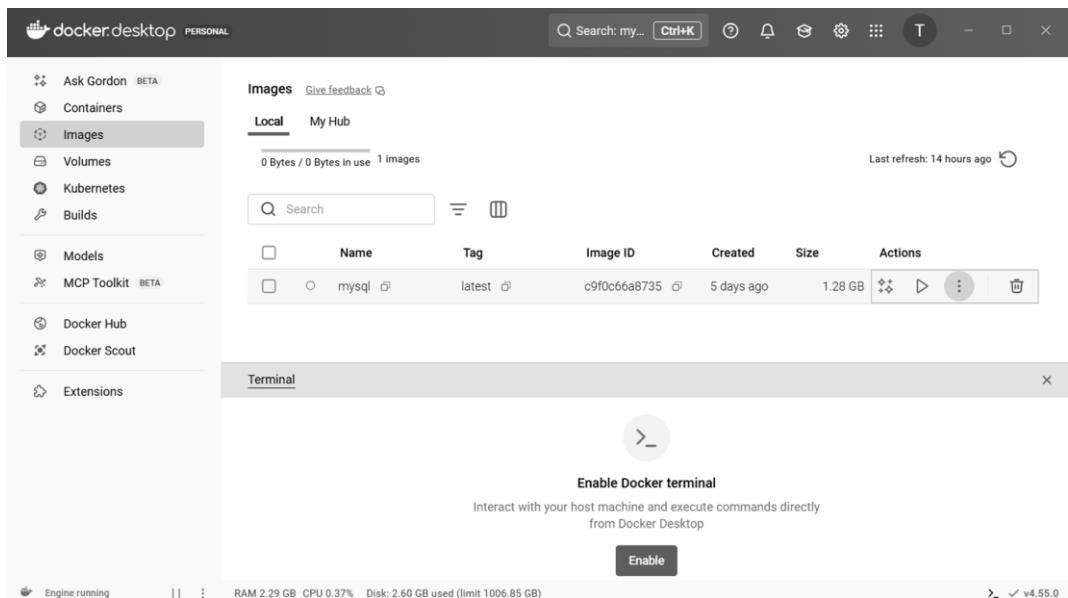 docker.desktop PERSONAL
Search: my... Ctrl+K
T
Ask Gordon BETA
Containers
Images
Volumes
Kubernetes
Builds
Models
MCP Toolkit BETA
Docker Hub
Docker Scout
Extensions
Images Give feedback
Local My Hub
0 Bytes / 0 Bytes in use 1 images
Last refresh: 14 hours ago
Search
Name Tag Image ID Created Size Actions
mysql latest c9f0c66a8735 5 days ago 1.28 GB
Terminal
>_
Enable Docker terminal
Interact with your host machine and execute commands directly
from Docker Desktop
Enable
Engine running RAM 2.29 GB CPU 0.37% Disk: 2.60 GB used (limit 1006.85 GB) >_ v4.55.0